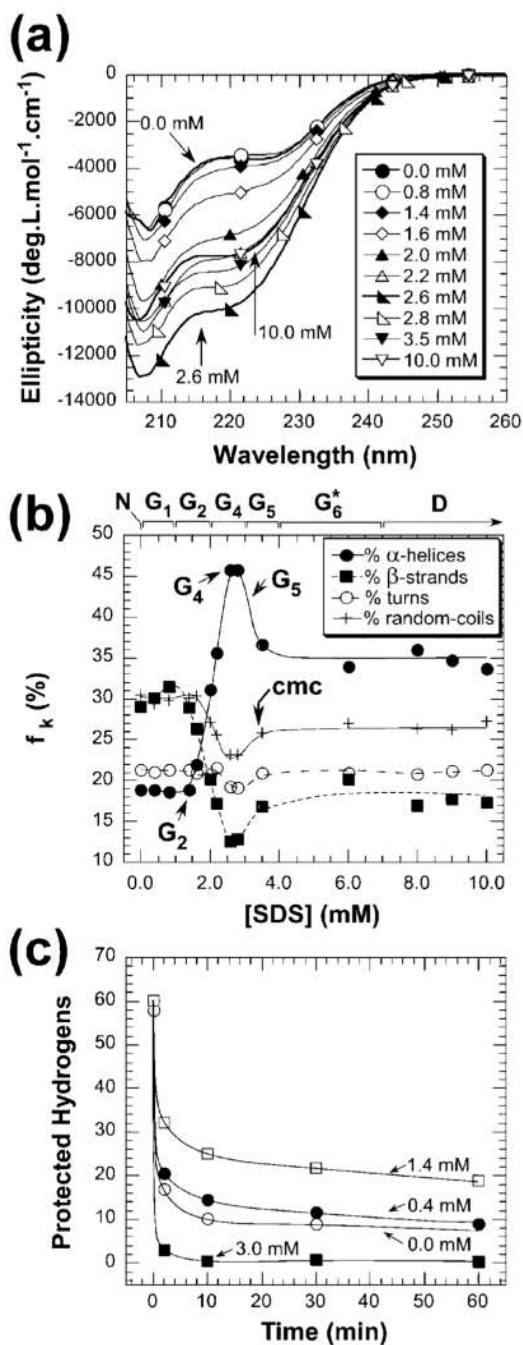 (a)
0
-2000
-4000
-6000
-8000
-10000
-12000
-14000
Ellipticity (deg.L.mol⁻¹.cm⁻¹)
0.0 mM
2.6 mM
10.0 mM
0.0 mM
0.8 mM
1.4 mM
1.6 mM
2.0 mM
2.2 mM
2.6 mM
2.8 mM
3.5 mM
10.0 mM
210 220 230 240 250 260
Wavelength (nm)
(b)
N G₁ G₂ G₄ G₅ G₆* D
50
45
40
35
30
25
20
15
10
f k (%)
% α-helices
% β-strands
% turns
% random-coils
G₄
G₅
cmc
G₂
0.0 2.0 4.0 6.0 8.0 10.0
[SDS] (mM)
(c)
70
60
50
40
30
20
10
0
Protected Hydrogens
1.4 mM
0.4 mM
0.0 mM
3.0 mM
0 10 20 30 40 50 60
Time (min)